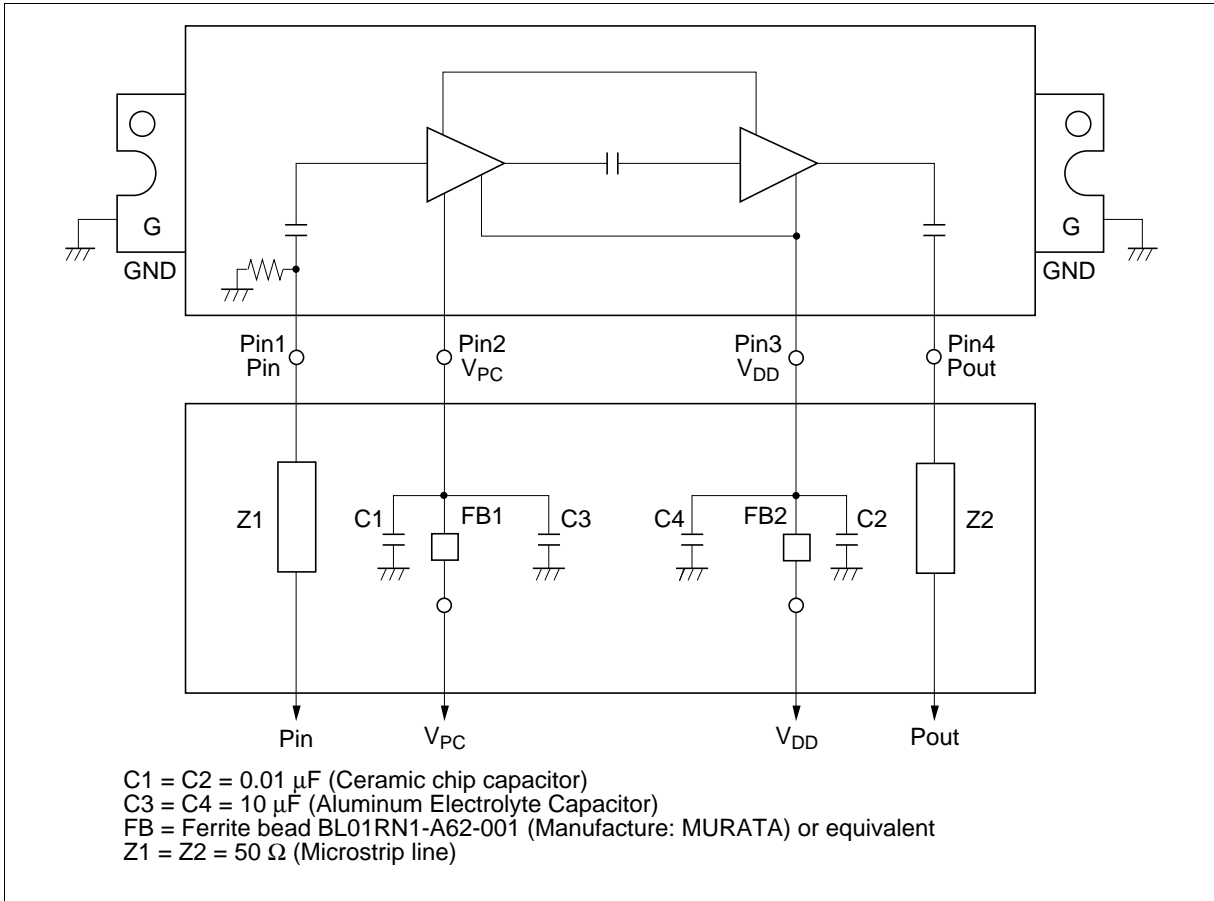 G
GND
G
GND
Pin1
Pin
Pin2
VPC
Pin3
VDD
Pin4
Pout
Z1
C1
FB1
C3
C4
FB2
C2
Z2
Pin
VPC
VDD
Pout
C1 = C2 = 0.01 μF (Ceramic chip capacitor)
C3 = C4 = 10 μF (Aluminum Electrolyte Capacitor)
FB = Ferrite bead BL01RN1-A62-001 (Manufacture: MURATA) or equivalent
Z1 = Z2 = 50 Ω (Microstrip line)